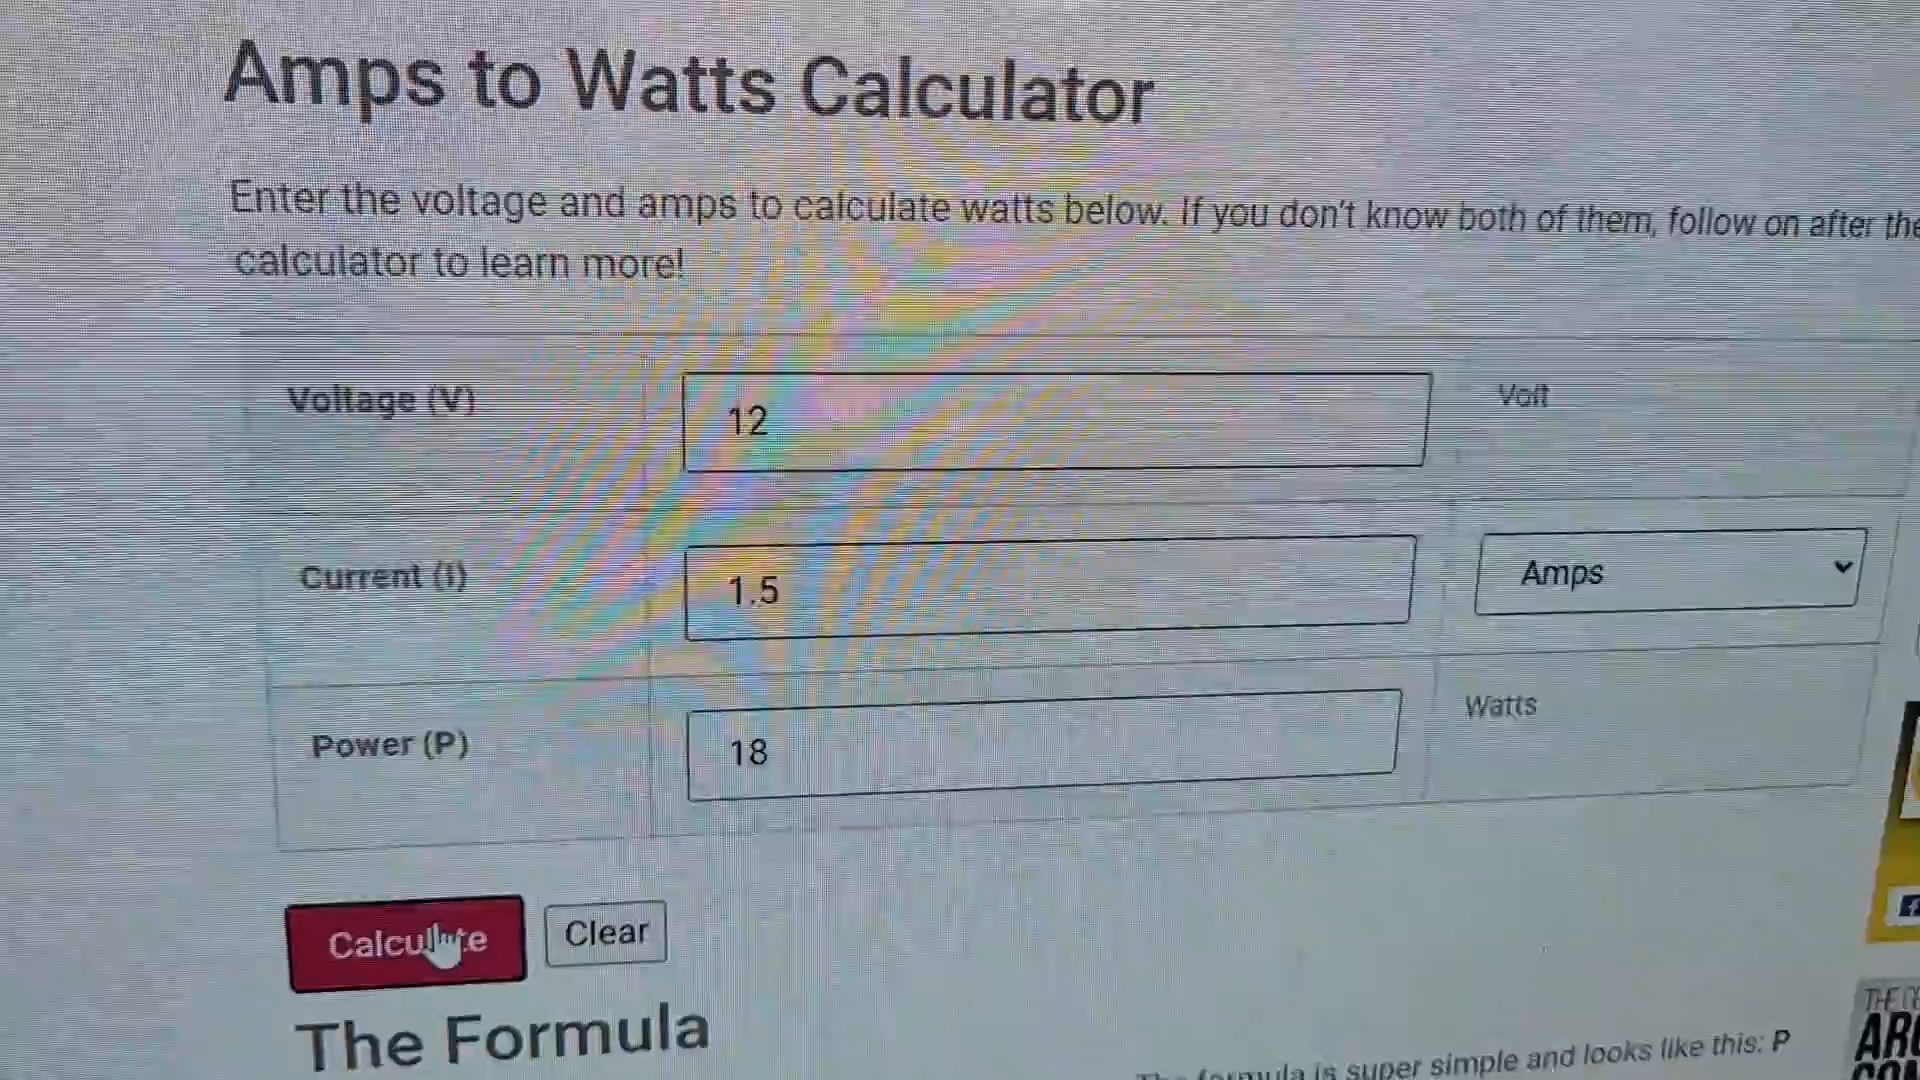 Amps to Watts Calculator
Enter the voltage and amps to calculate watts below. If you don't know both of them, follow on after the
calculator to learn more!
Voltage (V)
12
Volt
Current (I)
1.5
Amps
Power (P)
18
Watts
Calculate
Clear
The Formula
formula is super simple and looks like this: P